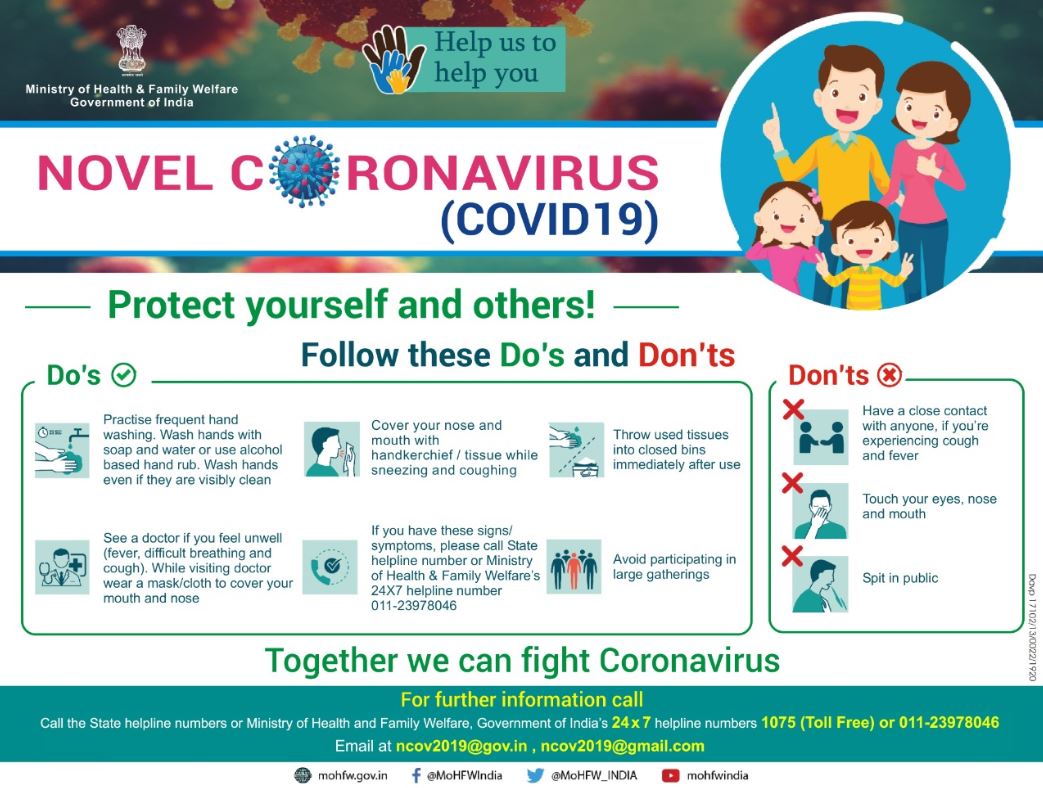 Ministry of Health & Family Welfare
Government of India
Help us to
help you
NOVEL CORONAVIRUS
(COVID19)
Protect yourself and others!
Follow these Do's and Don'ts
Do's
Practise frequent hand
washing. Wash hands with
soap and water or use alcohol
based hand rub. Wash hands
even if they are visibly clean
Cover your nose and
mouth with
handkerchief / tissue while
sneezing and coughing
Throw used tissues
into closed bins
immediately after use
See a doctor if you feel unwell
(fever, difficult breathing and
cough). While visiting doctor
wear a mask/cloth to cover your
mouth and nose
If you have these signs/
symptoms, please call State
helpline number or Ministry
of Health & Family Welfare's
24X7 helpline number
011-23978046
Avoid participating in
large gatherings
Don'ts
Have a close contact
with anyone, if you're
experiencing cough
and fever
Touch your eyes, nose
and mouth
Spit in public
Together we can fight Coronavirus
For further information call
Call the State helpline numbers or Ministry of Health and Family Welfare, Government of India's 24x7 helpline numbers 1075 (Toll Free) or 011-23978046
Email at ncov2019@gov.in , ncov2019@gmail.com
mohfw.gov.in @MoHFWIndia @MoHFW_INDIA mohfwindia